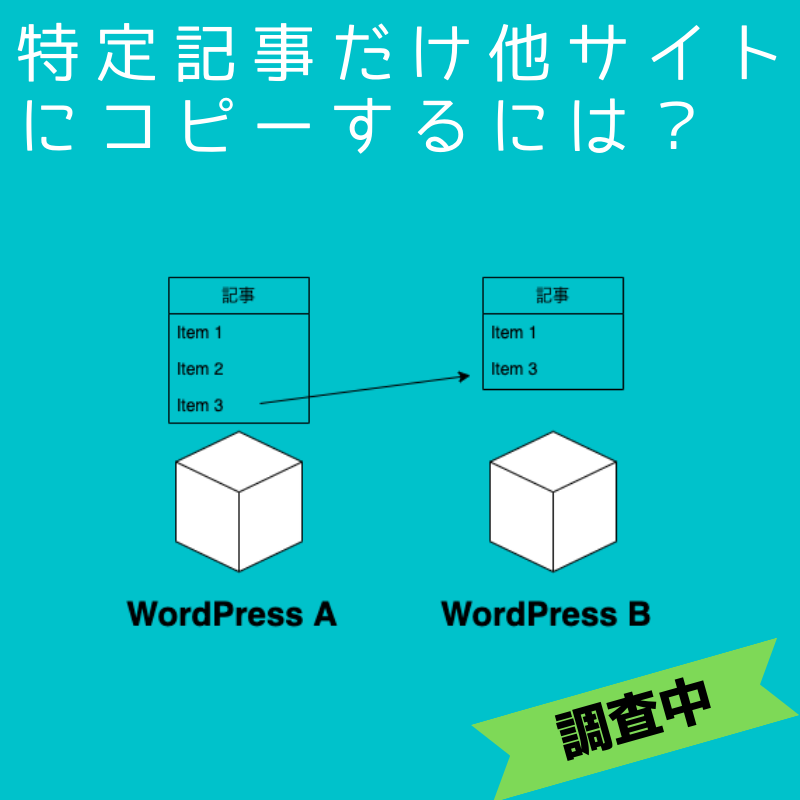 特定記事だけ他サイト
にコピーするには？
記事
Item 1
Item 2
Item 3
記事
Item 1
Item 3
WordPress A
WordPress B
調査中